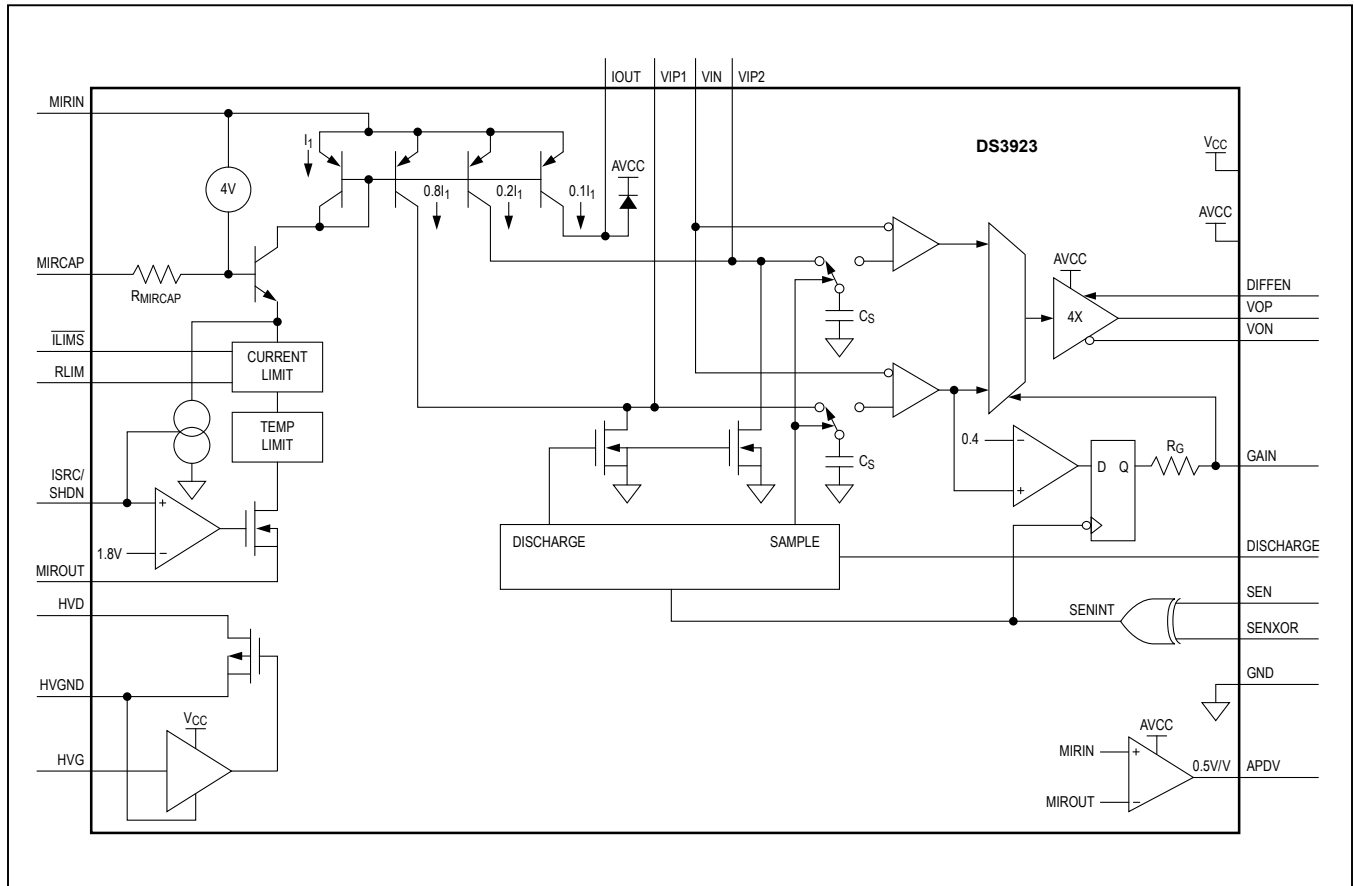 IOUT VIP1 VIN VIP2
MIRIN
DS3923
VCC
I1
AVCC
4V
0.8I1 0.2I1 0.1I1
AVCC
MIRCAP
RMIRCAP
AVCC
DIFFEN
CS
4X
VOP
VON
ILIMS
CURRENT
LIMIT
RLIM
TEMP
LIMIT
0.4
−
+
D Q
RG
GAIN
CS
ISRC/
SHDN
+
−
1.8V
DISCHARGE SAMPLE
DISCHARGE
MIROUT
HVD
SEN
SENINT
SENXOR
HVGND
GND
VCC
HVG
AVCC
MIRIN
+
−
MIROUT
0.5V/V
APDV